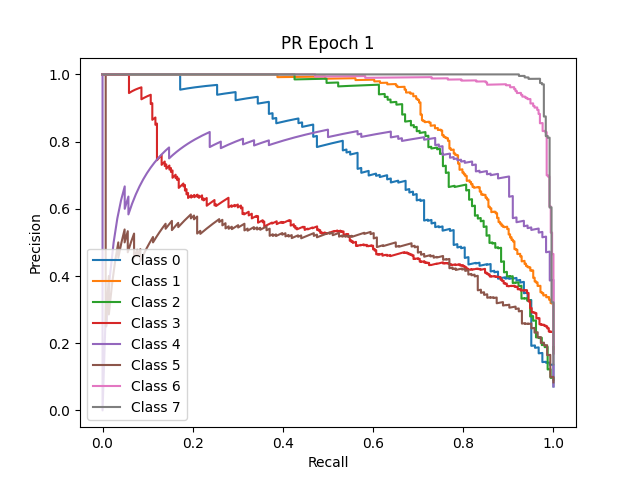 PR Epoch 1
1.0
0.8
0.6
0.4
0.2
0.0
Precision
Class 0
Class 1
Class 2
Class 3
Class 4
Class 5
Class 6
Class 7
0.0 0.2 0.4 0.6 0.8 1.0
Recall